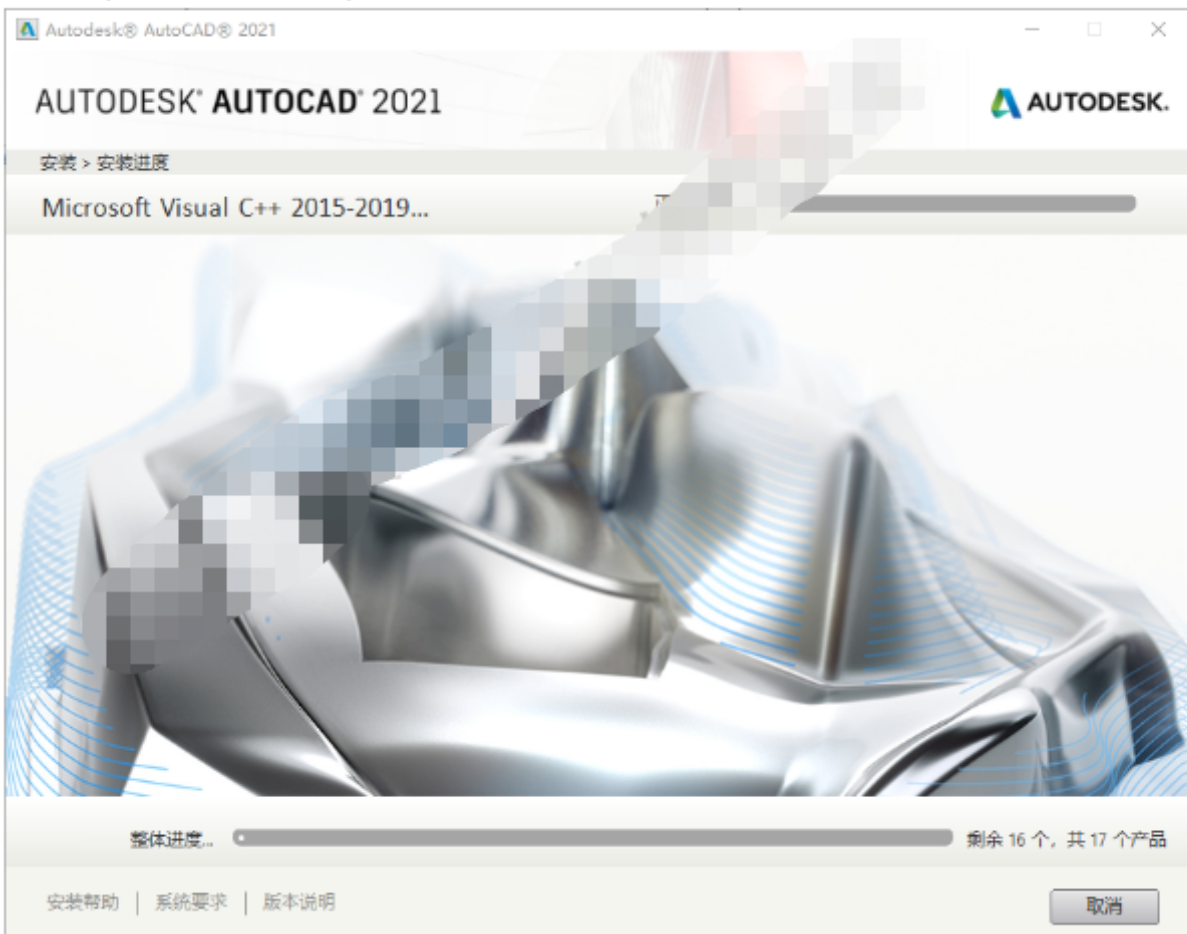 Autodesk® AutoCAD® 2021
AUTODESK® AUTOCAD® 2021
AUTODESK.
安装 > 安装进度
Microsoft Visual C++ 2015-2019...
整体进度...
剩余 16 个，共 17 个产品
安装帮助 | 系统要求 | 版本说明
取消